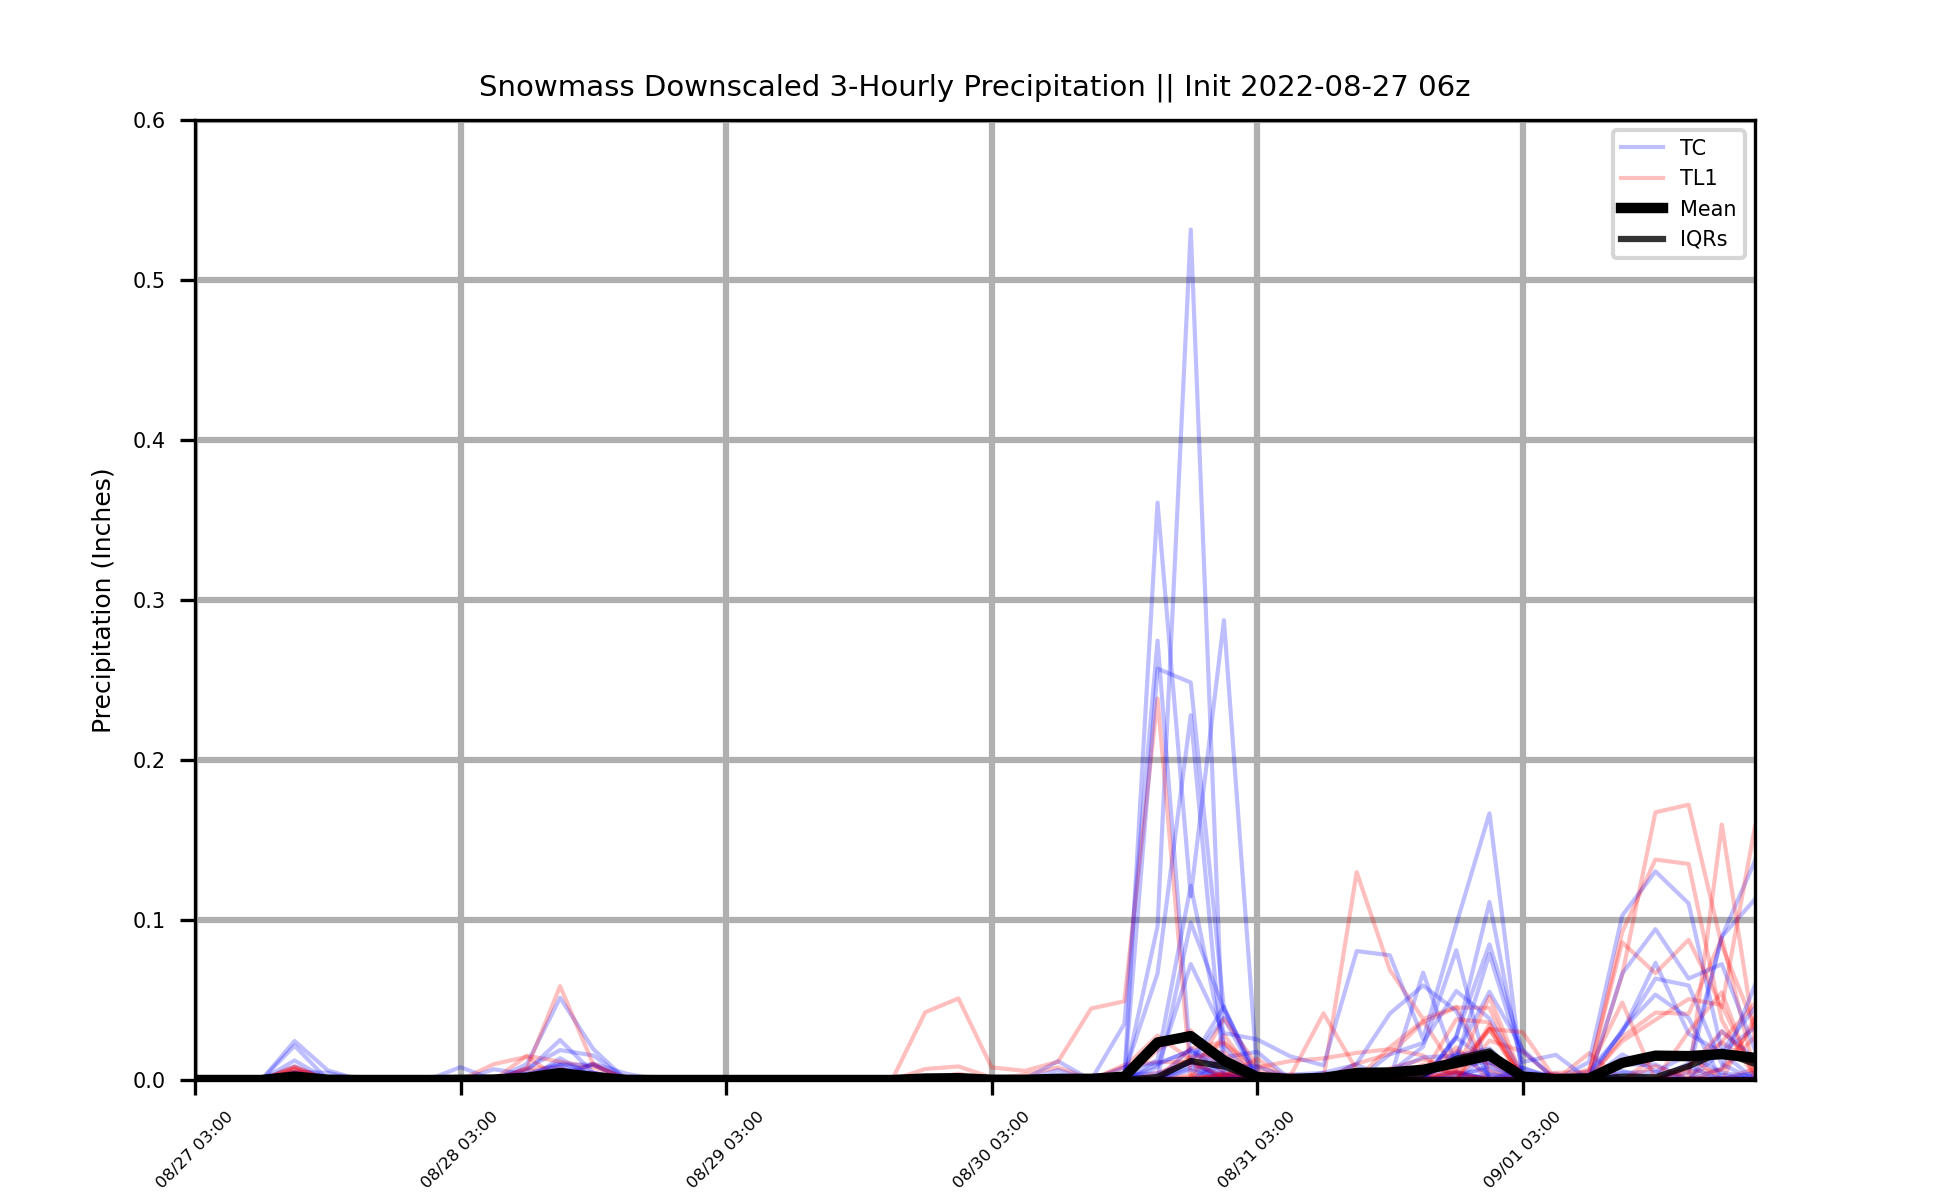 Snowmass Downscaled 3-Hourly Precipitation || Init 2022-08-27 06z
TC
TL1
Mean
IQRs
Precipitation (Inches)
0.6
0.5
0.4
0.3
0.2
0.1
0.0
08/27 03:00
08/28 03:00
08/29 03:00
08/30 03:00
08/31 03:00
09/01 03:00